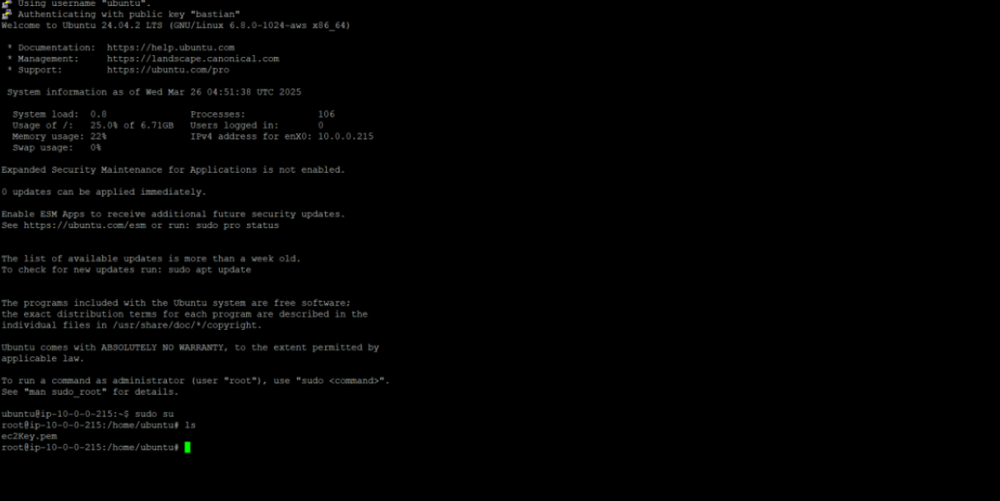 Using username "ubuntu".
Authenticating with public key "bastian"
Welcome to Ubuntu 24.04.2 LTS (GNU/Linux 6.8.0-1024-aws x86_64)
* Documentation: https://help.ubuntu.com
* Management: https://landscape.canonical.com
* Support: https://ubuntu.com/pro
System information as of Wed Mar 26 04:51:38 UTC 2025
System load: 0.8 Processes: 106
Usage of /: 25.0% of 6.71GB Users logged in: 0
Memory usage: 22% IPv4 address for enX0: 10.0.0.215
Swap usage: 0%
Expanded Security Maintenance for Applications is not enabled.
0 updates can be applied immediately.
Enable ESM Apps to receive additional future security updates.
See https://ubuntu.com/esm or run: sudo pro status
The list of available updates is more than a week old.
To check for new updates run: sudo apt update
The programs included with the Ubuntu system are free software;
the exact distribution terms for each program are described in the
individual files in /usr/share/doc/*/copyright.
Ubuntu comes with ABSOLUTELY NO WARRANTY, to the extent permitted by
applicable law.
To run a command as administrator (user "root"), use "sudo <command>".
See "man sudo_root" for details.
ubuntu@ip-10-0-0-215:~$ sudo su
root@ip-10-0-0-215:/home/ubuntu# ls
ec2Key.pem
root@ip-10-0-0-215:/home/ubuntu#